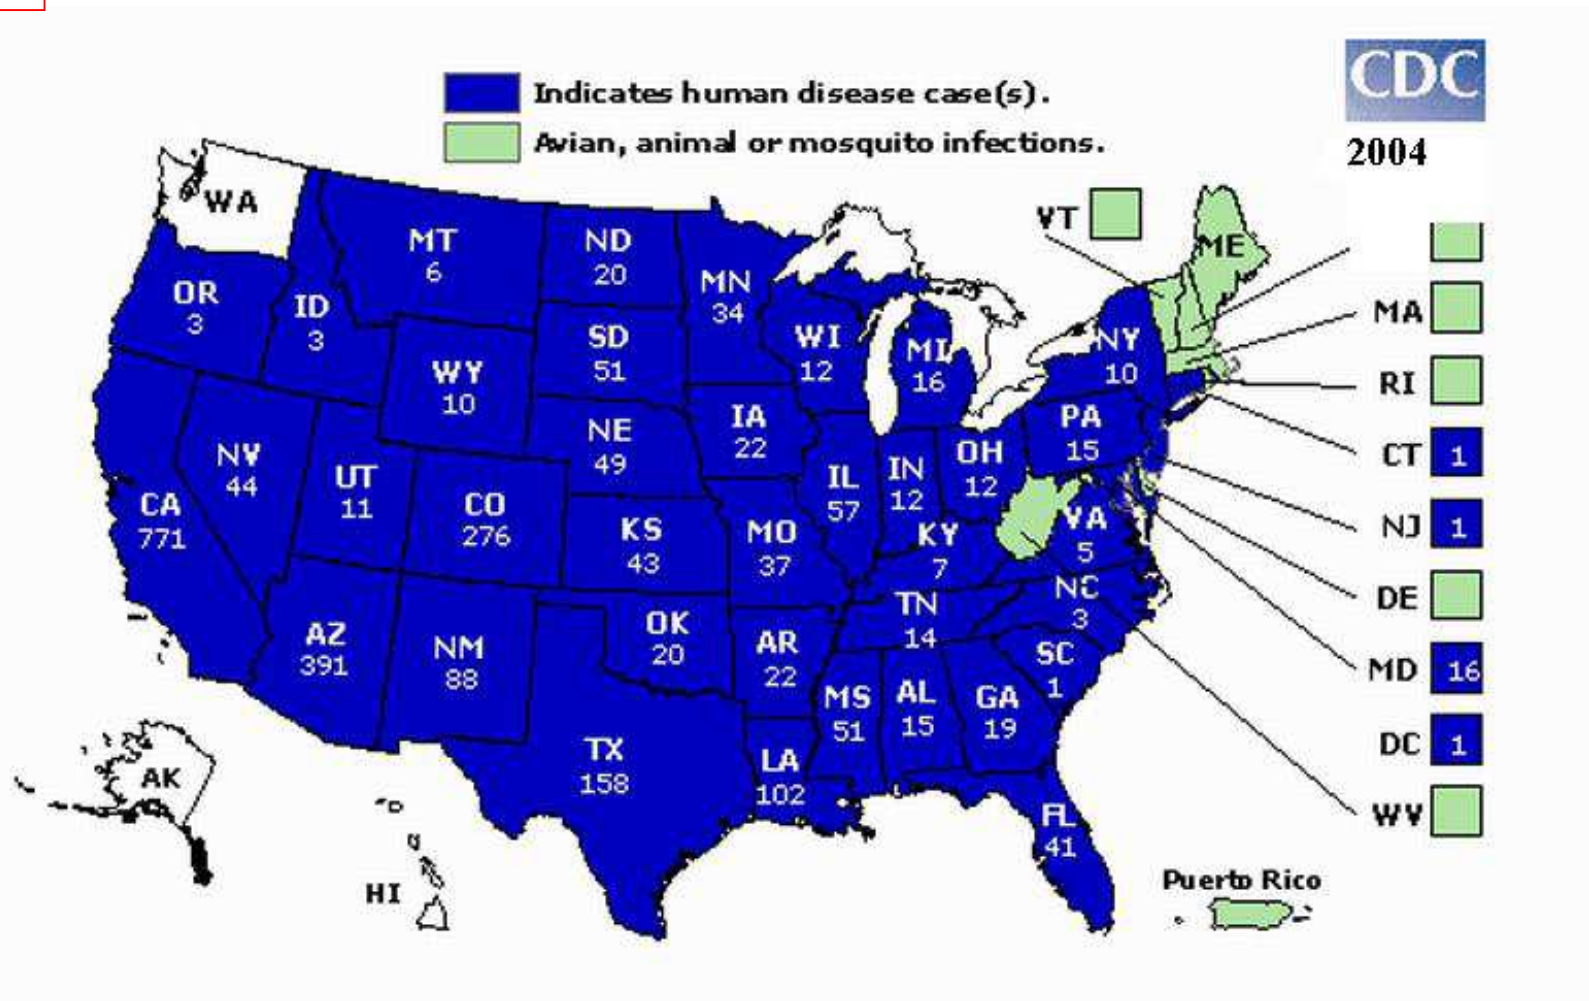 CDC
Indicates human disease case(s).
Avian, animal or mosquito infections.
2004
WA
VT
ME
MT
6
ND
20
MN
34
OR
3
ID
3
MA
SD
51
WI
12
MI
16
NY
10
WY
10
RI
IA
22
PA
15
NE
49
NV
44
CT 1
OH
12
IN
12
IL
57
UT
11
CO
276
CA
771
KS
43
MO
37
KY
7
VA
5
NJ 1
DE
NC
3
TN
14
AZ
391
NM
88
OK
20
AR
22
SC
1
MD 16
MS
51
AL
15
GA
19
DC 1
TX
158
LA
102
AK
FL
41
WV
HI
Puerto Rico